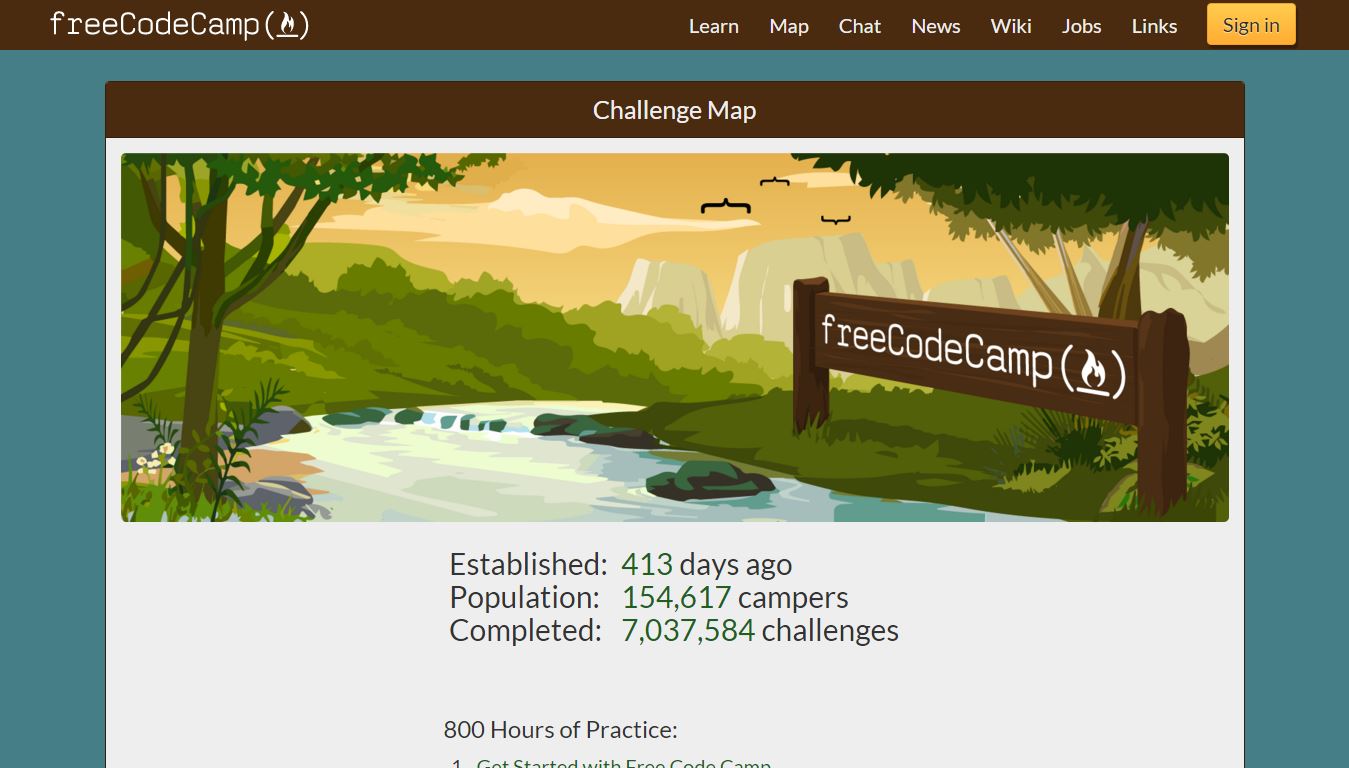 freeCodeCamp(🔥)
Learn Map Chat News Wiki Jobs Links Sign in
Challenge Map
freeCodeCamp(🔥)
Established: 413 days ago
Population: 154,617 campers
Completed: 7,037,584 challenges
800 Hours of Practice:
1. Get Started with Free Code Camp